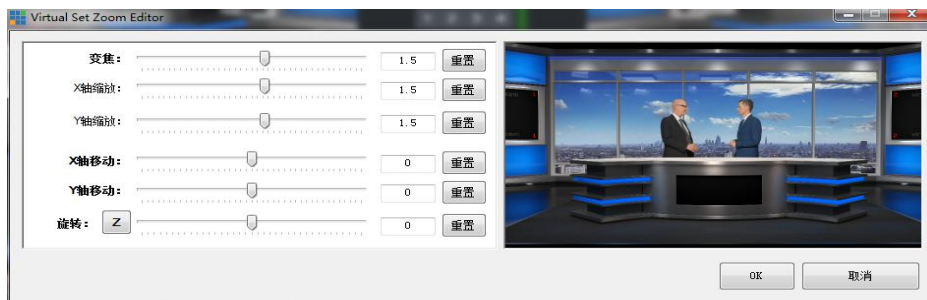 Virtual Set Zoom Editor
变焦： 1.5 重置
X轴缩放： 1.5 重置
Y轴缩放： 1.5 重置
X轴移动： 0 重置
Y轴移动： 0 重置
旋转： Z 0 重置
OK 取消